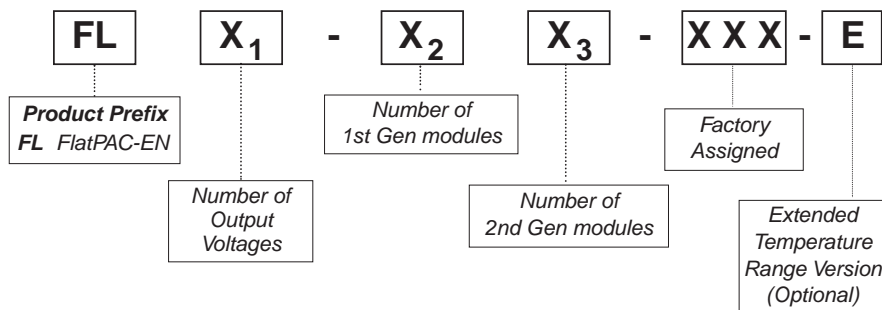 FL X1 - X2 X3 - X X X - E
Product Prefix
FL FlatPAC-EN
Number of
Output
Voltages
Number of
1st Gen modules
Number of
2nd Gen modules
Factory
Assigned
Extended
Temperature
Range Version
(Optional)